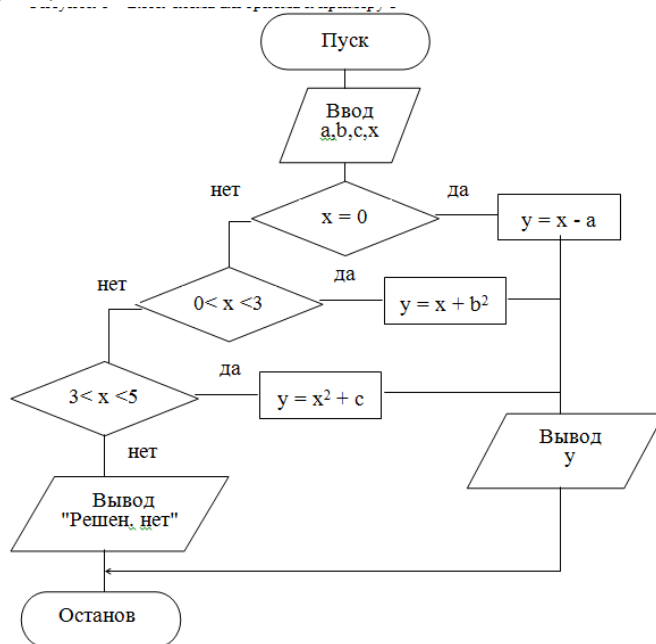 Пуск
Ввод
a,b,c,x
нет
да
x = 0
y = x - a
нет
да
0< x <3
y = x + b²
да
3< x <5
y = x² + c
нет
Вывод
y
Вывод
"Решен. нет"
Останов